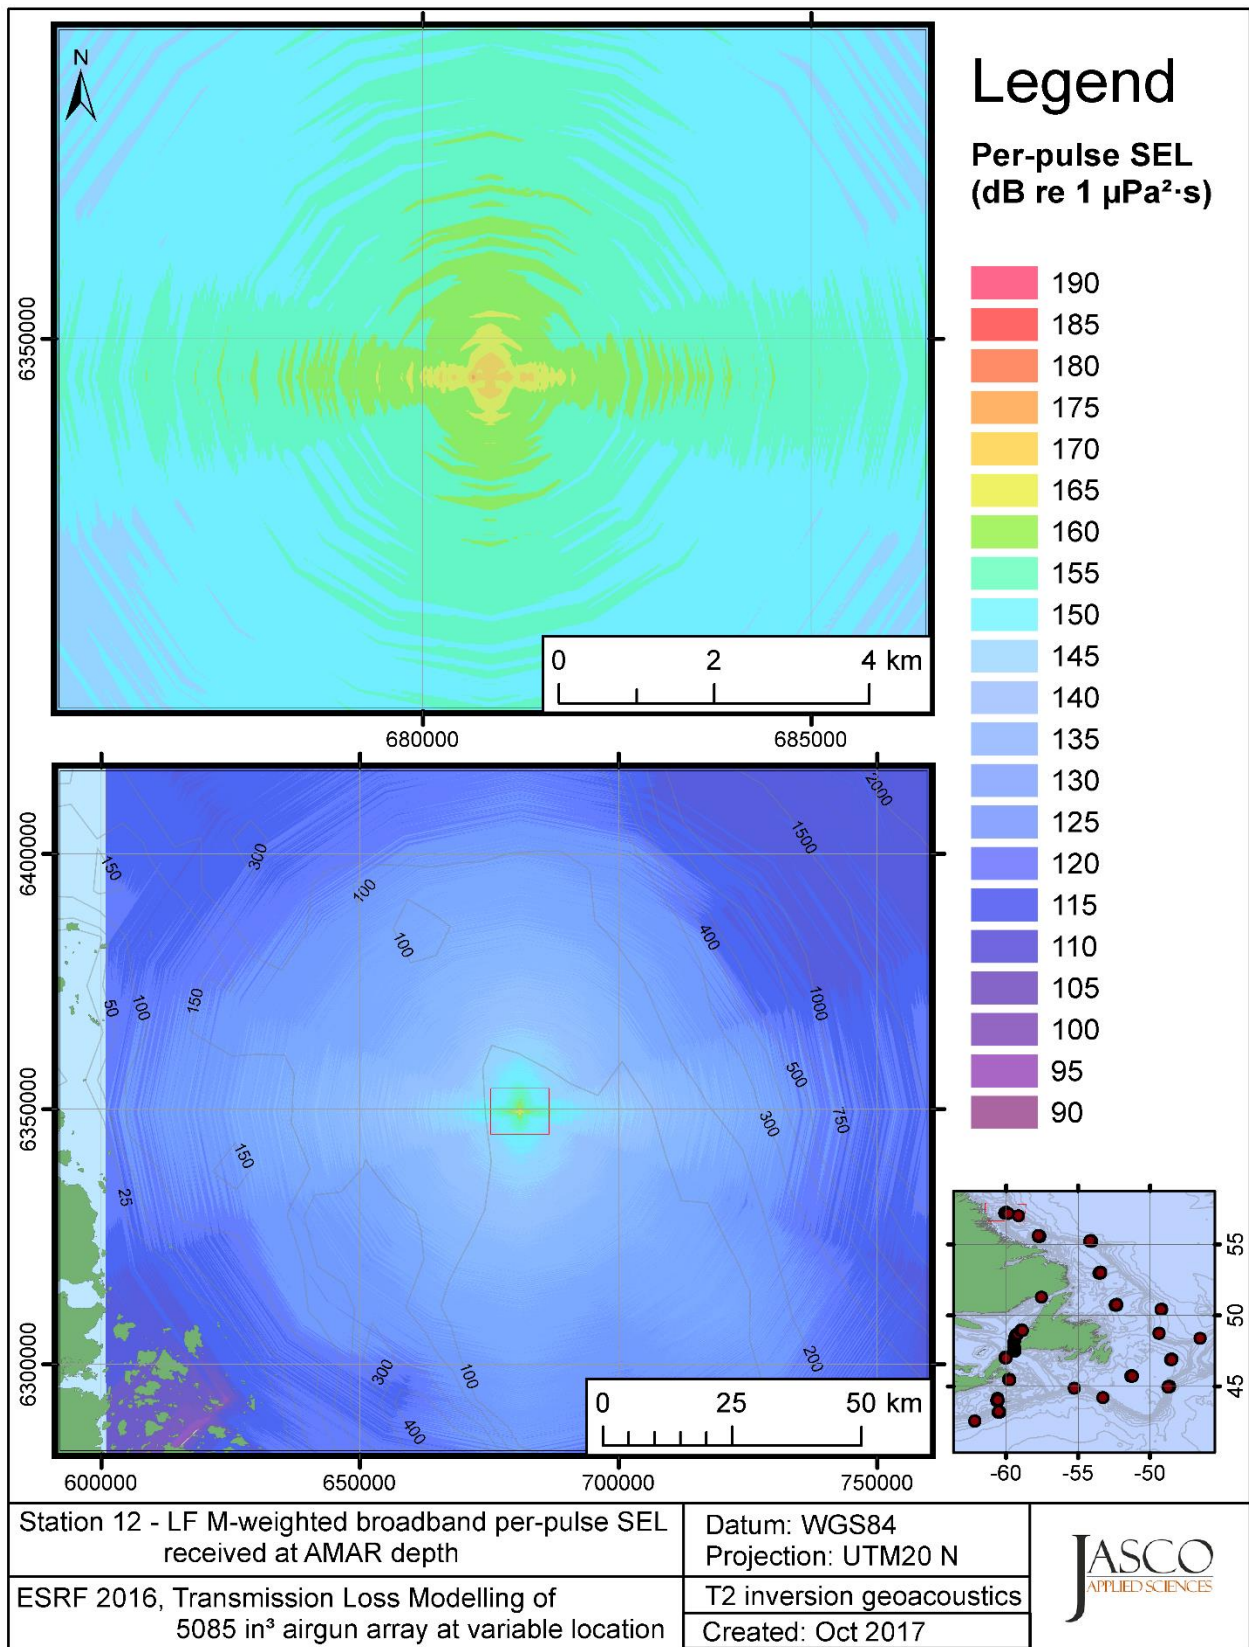 N
6350000
0 2 4 km
680000 685000
Legend
Per-pulse SEL
(dB re 1 µPa²·s)
190
185
180
175
170
165
160
155
150
145
140
135
130
125
120
115
110
105
100
95
90
2000
1500
150
300
100
100
400
50
100
150
1000
500
300
750
150
25
200
300
100
400
6400000
6350000
6300000
0 25 50 km
600000 650000 700000 750000
55
50
45
-60 -55 -50
Station 12 - LF M-weighted broadband per-pulse SEL
received at AMAR depth
ESRF 2016, Transmission Loss Modelling of
5085 in³ airgun array at variable location
Datum: WGS84
Projection: UTM20 N
T2 inversion geoacoustics
Created: Oct 2017
JASCO
APPLIED SCIENCES